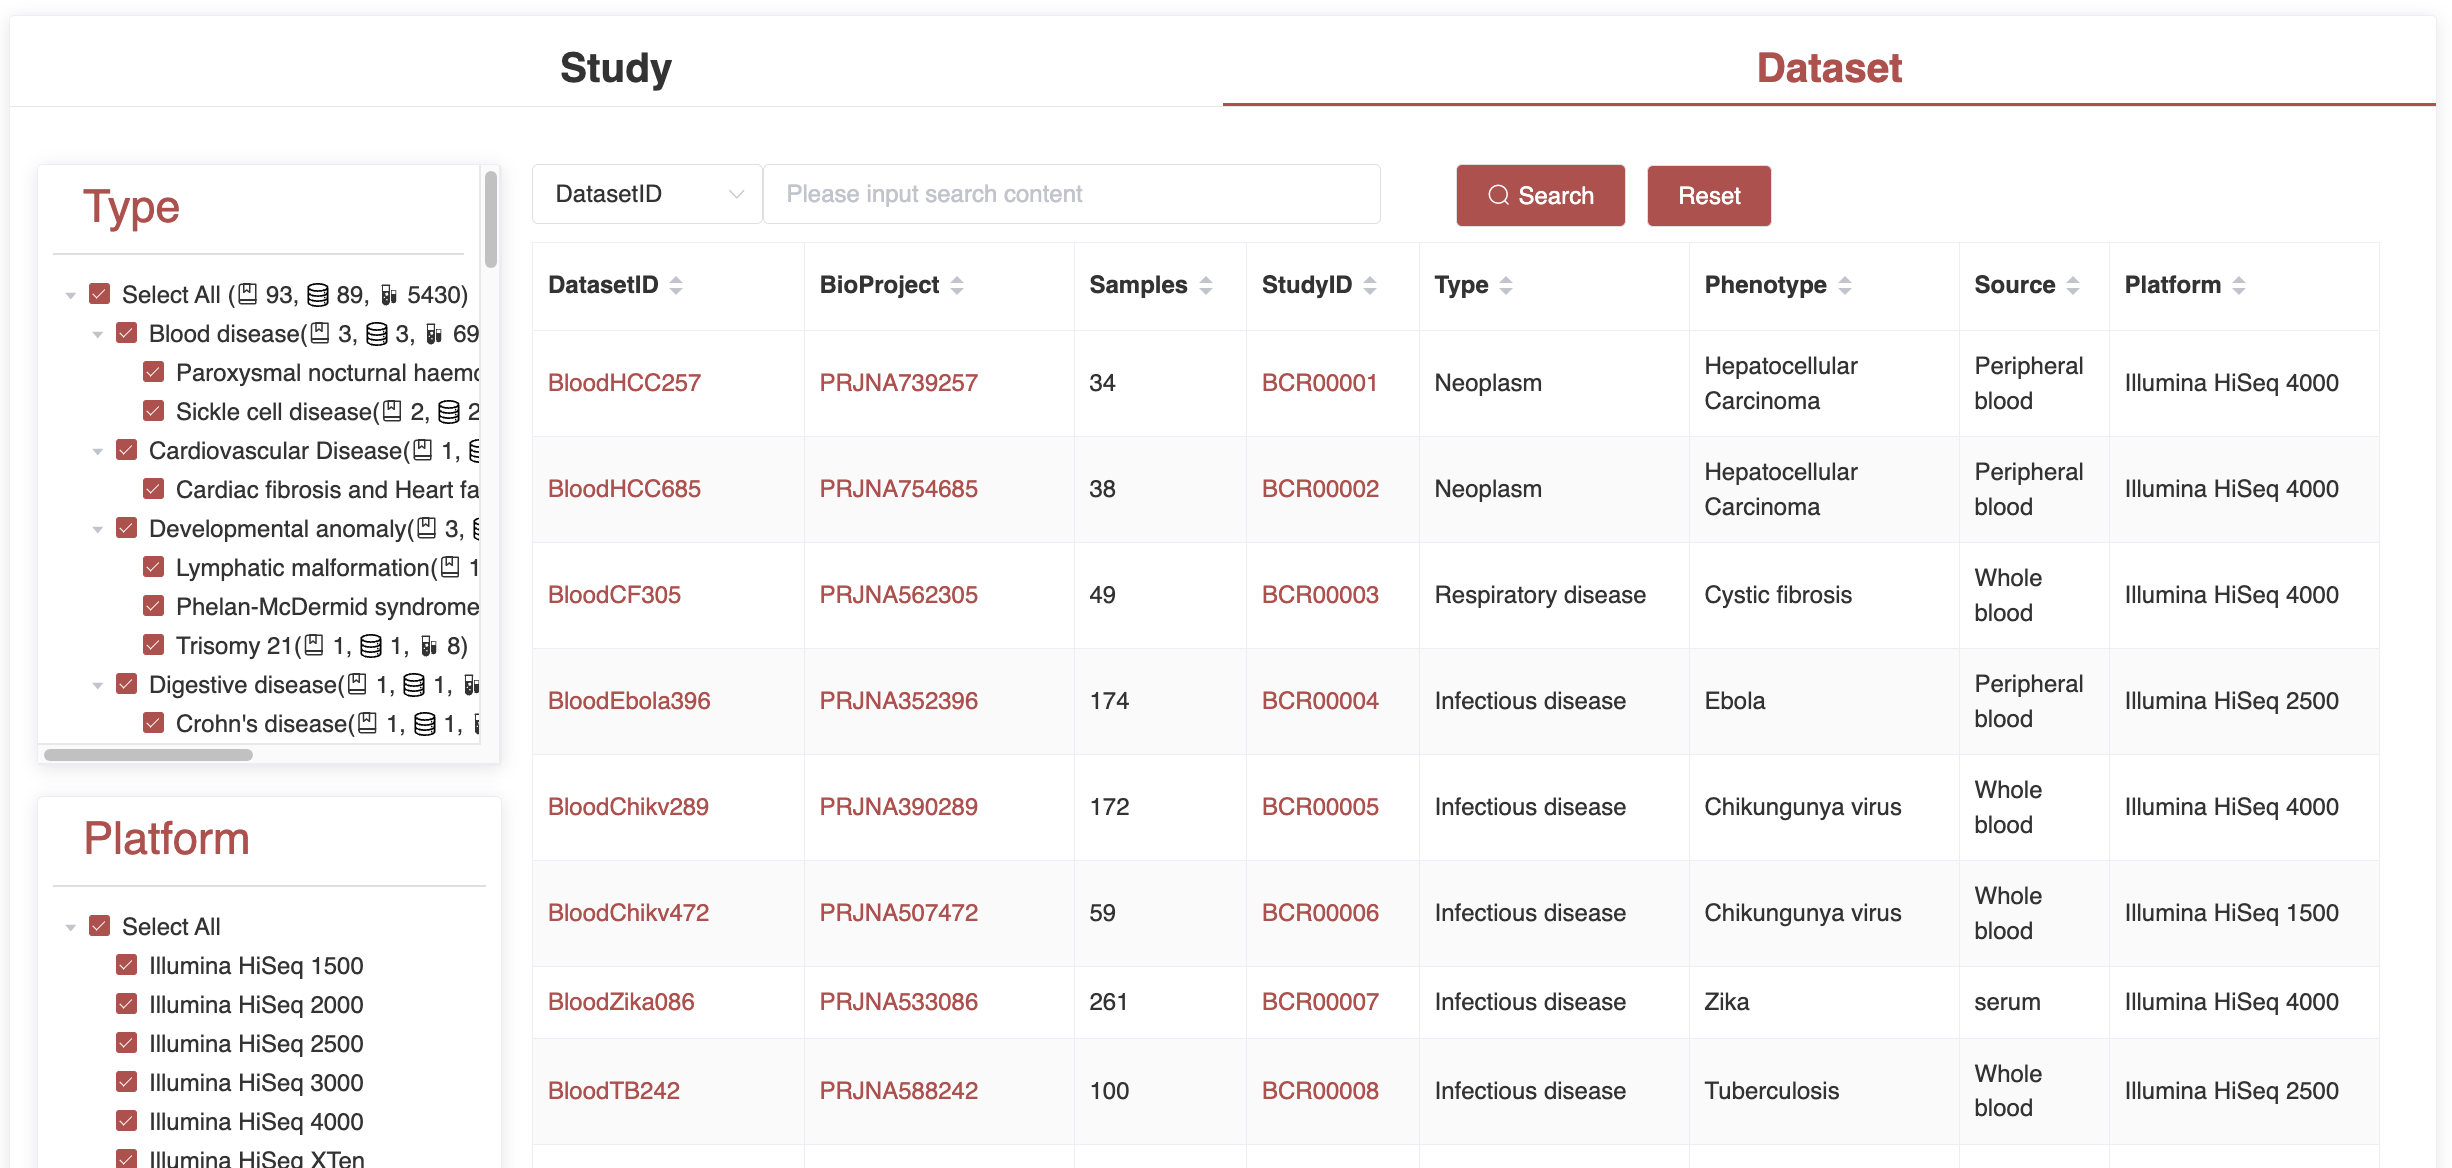 Study
Dataset
Type
Select All ( 93, 89, 5430)
Blood disease( 3, 3, 69
Paroxysmal nocturnal haemo
Sickle cell disease( 2, 2
Cardiovascular Disease( 1,
Cardiac fibrosis and Heart fa
Developmental anomaly( 3,
Lymphatic malformation( 1
Phelan-McDermid syndrome
Trisomy 21( 1, 1, 8)
Digestive disease( 1, 1,
Crohn's disease( 1, 1,
Platform
Select All
Illumina HiSeq 1500
Illumina HiSeq 2000
Illumina HiSeq 2500
Illumina HiSeq 3000
Illumina HiSeq 4000
Illumina HiSeq XTen
DatasetID
Please input search content
Search
Reset
DatasetID BioProject Samples StudyID Type Phenotype Source Platform
BloodHCC257 PRJNA739257 34 BCR00001 Neoplasm Hepatocellular Carcinoma Peripheral blood Illumina HiSeq 4000
BloodHCC685 PRJNA754685 38 BCR00002 Neoplasm Hepatocellular Carcinoma Peripheral blood Illumina HiSeq 4000
BloodCF305 PRJNA562305 49 BCR00003 Respiratory disease Cystic fibrosis Whole blood Illumina HiSeq 4000
BloodEbola396 PRJNA352396 174 BCR00004 Infectious disease Ebola Peripheral blood Illumina HiSeq 2500
BloodChikv289 PRJNA390289 172 BCR00005 Infectious disease Chikungunya virus Whole blood Illumina HiSeq 4000
BloodChikv472 PRJNA507472 59 BCR00006 Infectious disease Chikungunya virus Whole blood Illumina HiSeq 1500
BloodZika086 PRJNA533086 261 BCR00007 Infectious disease Zika serum Illumina HiSeq 4000
BloodTB242 PRJNA588242 100 BCR00008 Infectious disease Tuberculosis Whole blood Illumina HiSeq 2500